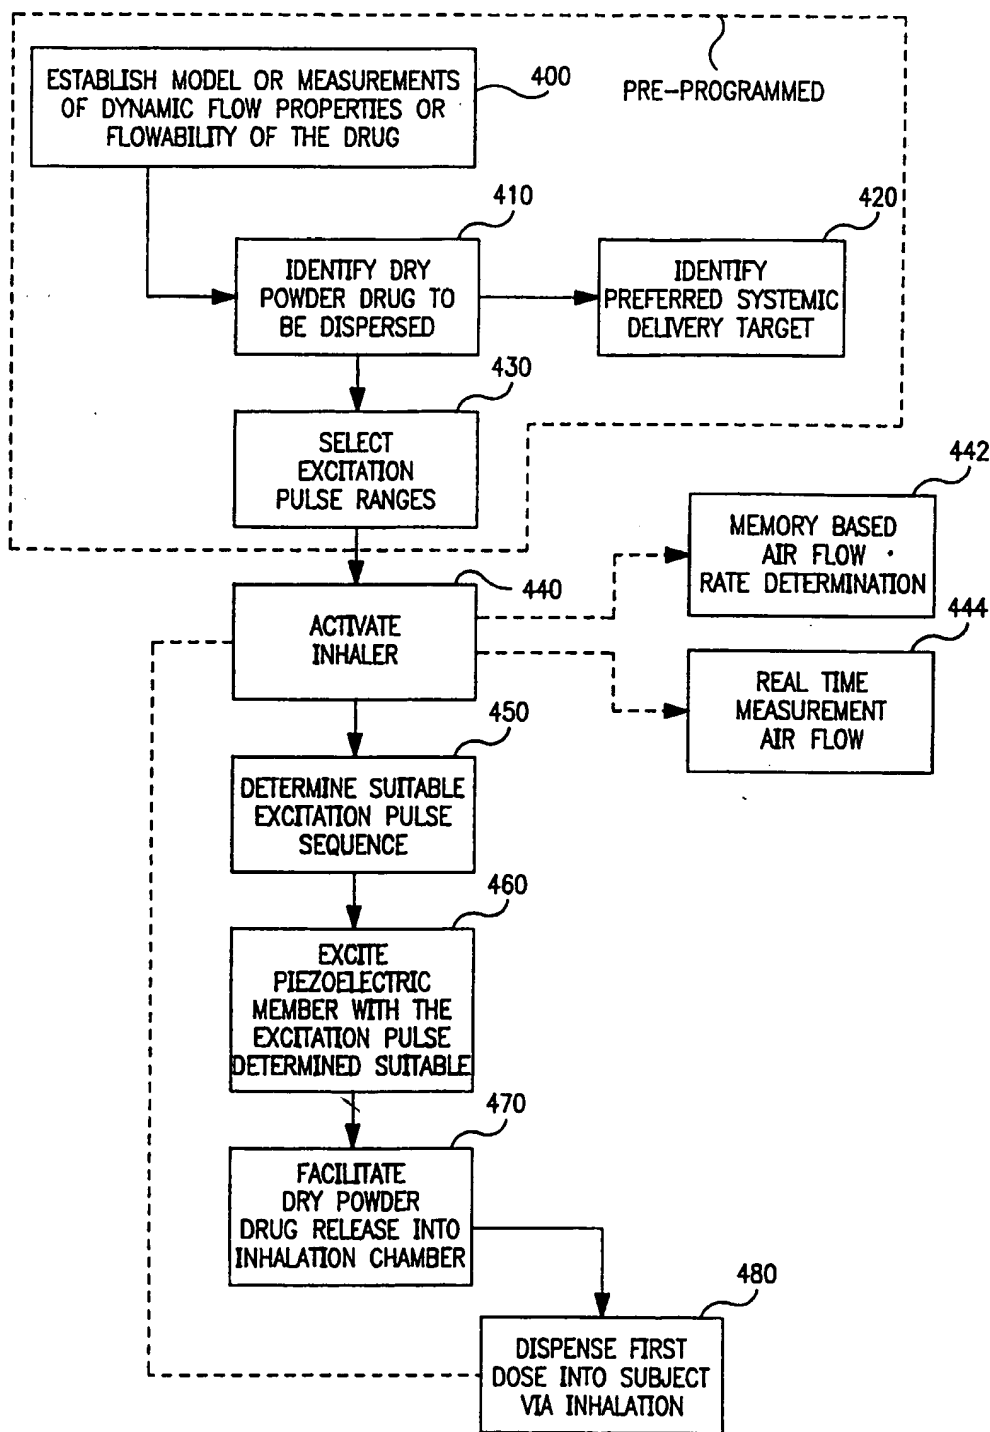 ESTABLISH MODEL OR MEASUREMENTS
OF DYNAMIC FLOW PROPERTIES OR
FLOWABILITY OF THE DRUG
400
PRE-PROGRAMMED
410
IDENTIFY DRY
POWDER DRUG TO
BE DISPERSED
420
IDENTIFY
PREFERRED SYSTEMIC
DELIVERY TARGET
430
SELECT
EXCITATION
PULSE RANGES
442
MEMORY BASED
AIR FLOW
RATE DETERMINATION
440
ACTIVATE
INHALER
444
REAL TIME
MEASUREMENT
AIR FLOW
450
DETERMINE SUITABLE
EXCITATION PULSE
SEQUENCE
460
EXCITE
PIEZOELECTRIC
MEMBER WITH THE
EXCITATION PULSE
DETERMINED SUITABLE
470
FACILITATE
DRY POWDER
DRUG RELEASE INTO
INHALATION CHAMBER
480
DISPENSE FIRST
DOSE INTO SUBJECT
VIA INHALATION